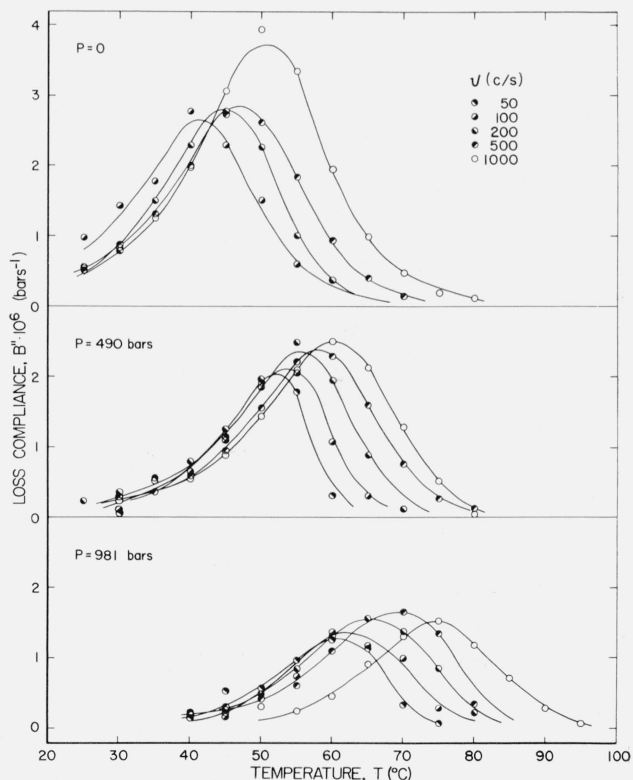 4
P=0
3
2
1
0
ν (c/s)
50
100
200
500
1000
P = 490 bars
2
1
0
P = 981 bars
2
1
0
LOSS COMPLIANCE, B"·10⁶ (bars⁻¹)
20 30 40 50 60 70 80 90 100
TEMPERATURE, T (°C)